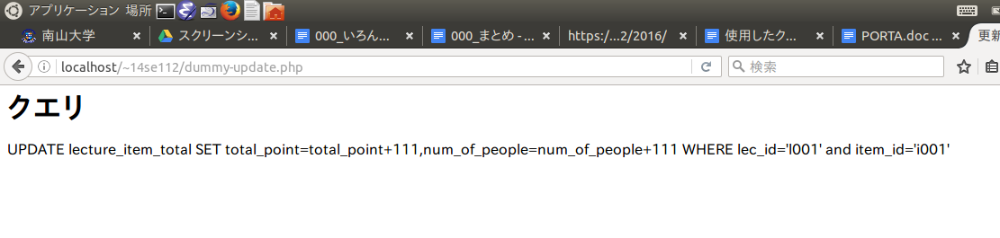 アプリケーション 場所
南山大学 × スクリーンシ... × 000_いろん... × 000_まとめ - ... × https:/...2/2016/ × 使用したク... × PORTA.doc ... × 更新
localhost/~14se112/dummy-update.php 検索
クエリ
UPDATE lecture_item_total SET total_point=total_point+111,num_of_people=num_of_people+111 WHERE lec_id='l001' and item_id='i001'